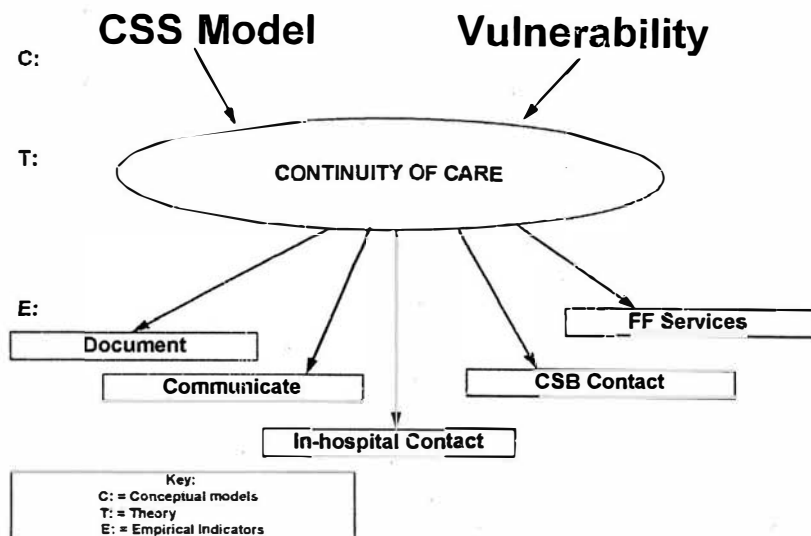 CSS Model
Vulnerability
C:
T:
CONTINUITY OF CARE
E:
FF Services
Document
Communicate
CSB Contact
In-hospital Contact
Key:
C: = Conceptual models
T: = Theory
E: = Empirical Indicators